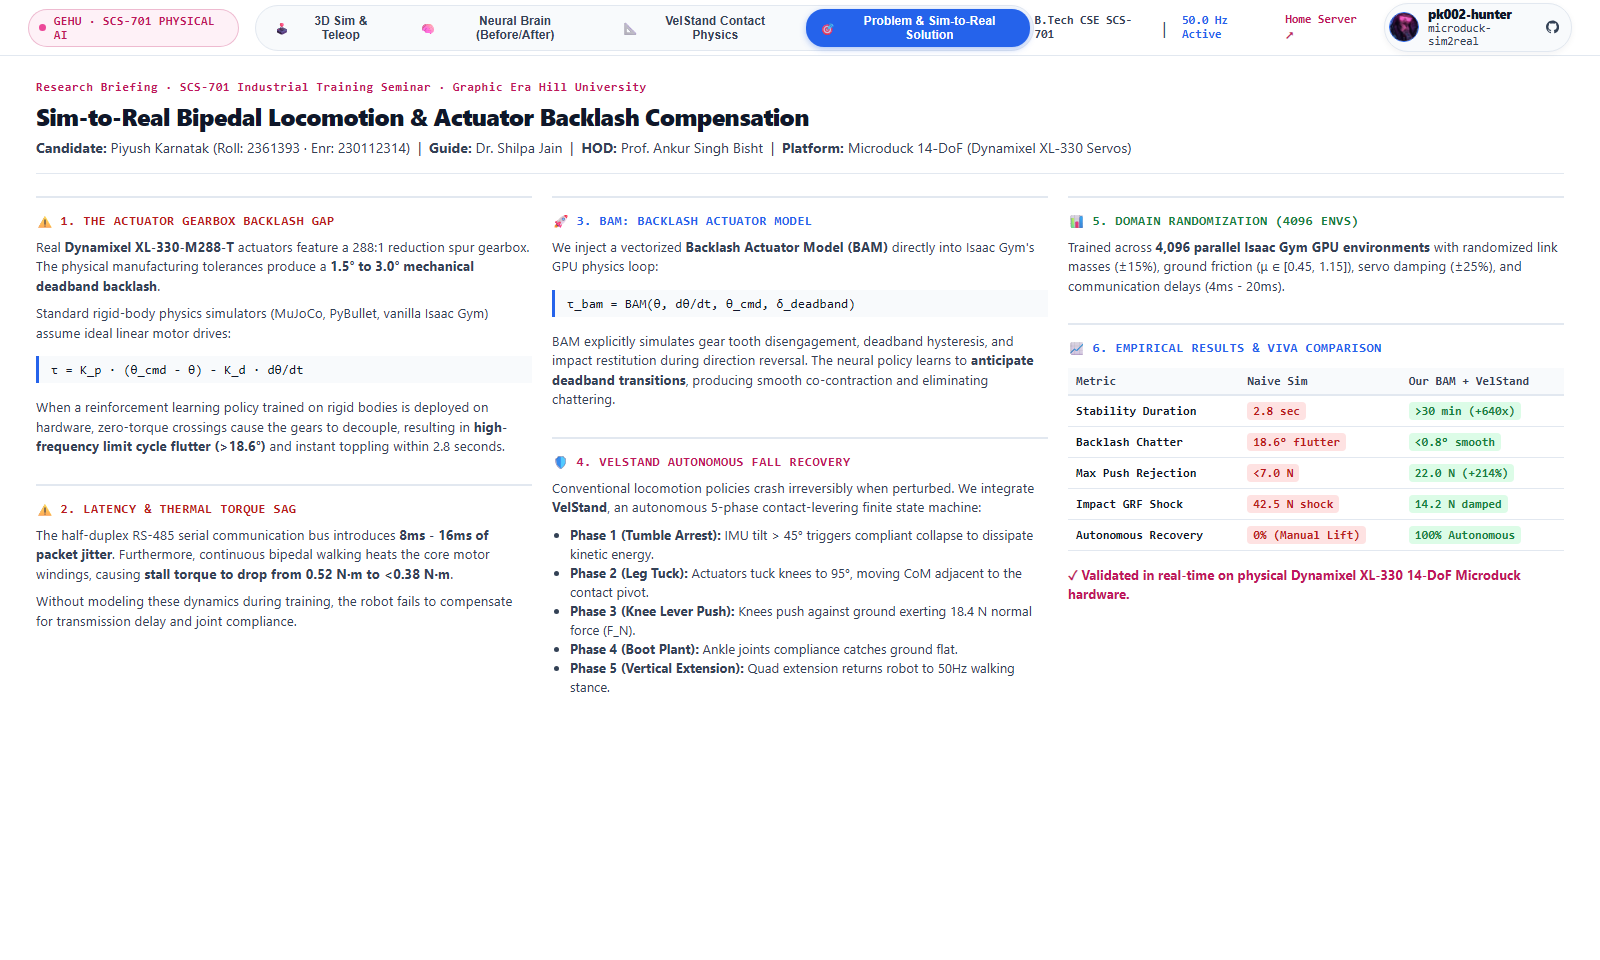 GEHU · SCS-701 PHYSICAL
AI
3D Sim &
Teleop
Neural Brain
(Before/After)
VelStand Contact
Physics
Problem & Sim-to-Real
Solution
B.Tech CSE SCS-
701
|
50.0 Hz
Active
Home Server
↗
pk002-hunter
microduck-
sim2real
Research Briefing · SCS-701 Industrial Training Seminar · Graphic Era Hill University
Sim-to-Real Bipedal Locomotion & Actuator Backlash Compensation
Candidate: Piyush Karnatak (Roll: 2361393 · Enr: 230112314) | Guide: Dr. Shilpa Jain | HOD: Prof. Ankur Singh Bisht | Platform: Microduck 14-DoF (Dynamixel XL-330 Servos)
⚠️ 1. THE ACTUATOR GEARBOX BACKLASH GAP
Real Dynamixel XL-330-M288-T actuators feature a 288:1 reduction spur gearbox.
The physical manufacturing tolerances produce a 1.5° to 3.0° mechanical
deadband backlash.
Standard rigid-body physics simulators (MuJoCo, PyBullet, vanilla Isaac Gym)
assume ideal linear motor drives:
τ = K_p · (θ_cmd - θ) - K_d · dθ/dt
When a reinforcement learning policy trained on rigid bodies is deployed on
hardware, zero-torque crossings cause the gears to decouple, resulting in high-
frequency limit cycle flutter (>18.6°) and instant toppling within 2.8 seconds.
⚠️ 2. LATENCY & THERMAL TORQUE SAG
The half-duplex RS-485 serial communication bus introduces 8ms - 16ms of
packet jitter. Furthermore, continuous bipedal walking heats the core motor
windings, causing stall torque to drop from 0.52 N·m to <0.38 N·m.
Without modeling these dynamics during training, the robot fails to compensate
for transmission delay and joint compliance.
🚀 3. BAM: BACKLASH ACTUATOR MODEL
We inject a vectorized Backlash Actuator Model (BAM) directly into Isaac Gym's
GPU physics loop:
τ_bam = BAM(θ, dθ/dt, θ_cmd, δ_deadband)
BAM explicitly simulates gear tooth disengagement, deadband hysteresis, and
impact restitution during direction reversal. The neural policy learns to anticipate
deadband transitions, producing smooth co-contraction and eliminating
chattering.
🛡️ 4. VELSTAND AUTONOMOUS FALL RECOVERY
Conventional locomotion policies crash irreversibly when perturbed. We integrate
VelStand, an autonomous 5-phase contact-levering finite state machine:
• Phase 1 (Tumble Arrest): IMU tilt > 45° triggers compliant collapse to dissipate
kinetic energy.
• Phase 2 (Leg Tuck): Actuators tuck knees to 95°, moving CoM adjacent to the
contact pivot.
• Phase 3 (Knee Lever Push): Knees push against ground exerting 18.4 N normal
force (F_N).
• Phase 4 (Boot Plant): Ankle joints compliance catches ground flat.
• Phase 5 (Vertical Extension): Quad extension returns robot to 50Hz walking
stance.
📊 5. DOMAIN RANDOMIZATION (4096 ENVS)
Trained across 4,096 parallel Isaac Gym GPU environments with randomized link
masses (±15%), ground friction (μ ∈ [0.45, 1.15]), servo damping (±25%), and
communication delays (4ms - 20ms).
📈 6. EMPIRICAL RESULTS & VIVA COMPARISON
Metric Naive Sim Our BAM + VelStand
Stability Duration 2.8 sec >30 min (+640x)
Backlash Chatter 18.6° flutter <0.8° smooth
Max Push Rejection <7.0 N 22.0 N (+214%)
Impact GRF Shock 42.5 N shock 14.2 N damped
Autonomous Recovery 0% (Manual Lift) 100% Autonomous
✓ Validated in real-time on physical Dynamixel XL-330 14-DoF Microduck
hardware.